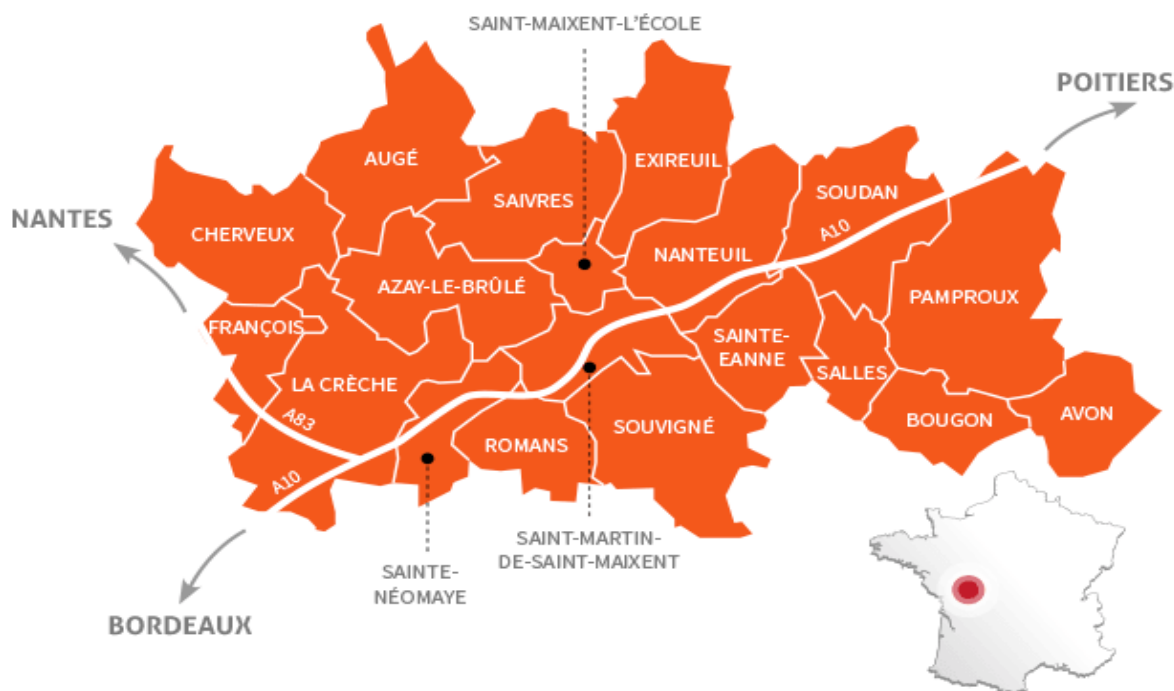 SAINT-MAIXENT-L'ÉCOLE
POITIERS
AUGÉ
EXIREUIL
SAIVRES
SOUDAN
NANTES
CHERVEUX
A10
NANTEUIL
AZAY-LE-BRÛLÉ
PAMPROUX
FRANÇOIS
SAINTE-
EANNE
LA CRÈCHE
SALLES
A83
SOUVIGNÉ
BOUGON
AVON
ROMANS
A10
SAINT-MARTIN-
DE-SAINT-MAIXENT
SAINTE-
NÉOMAYE
BORDEAUX